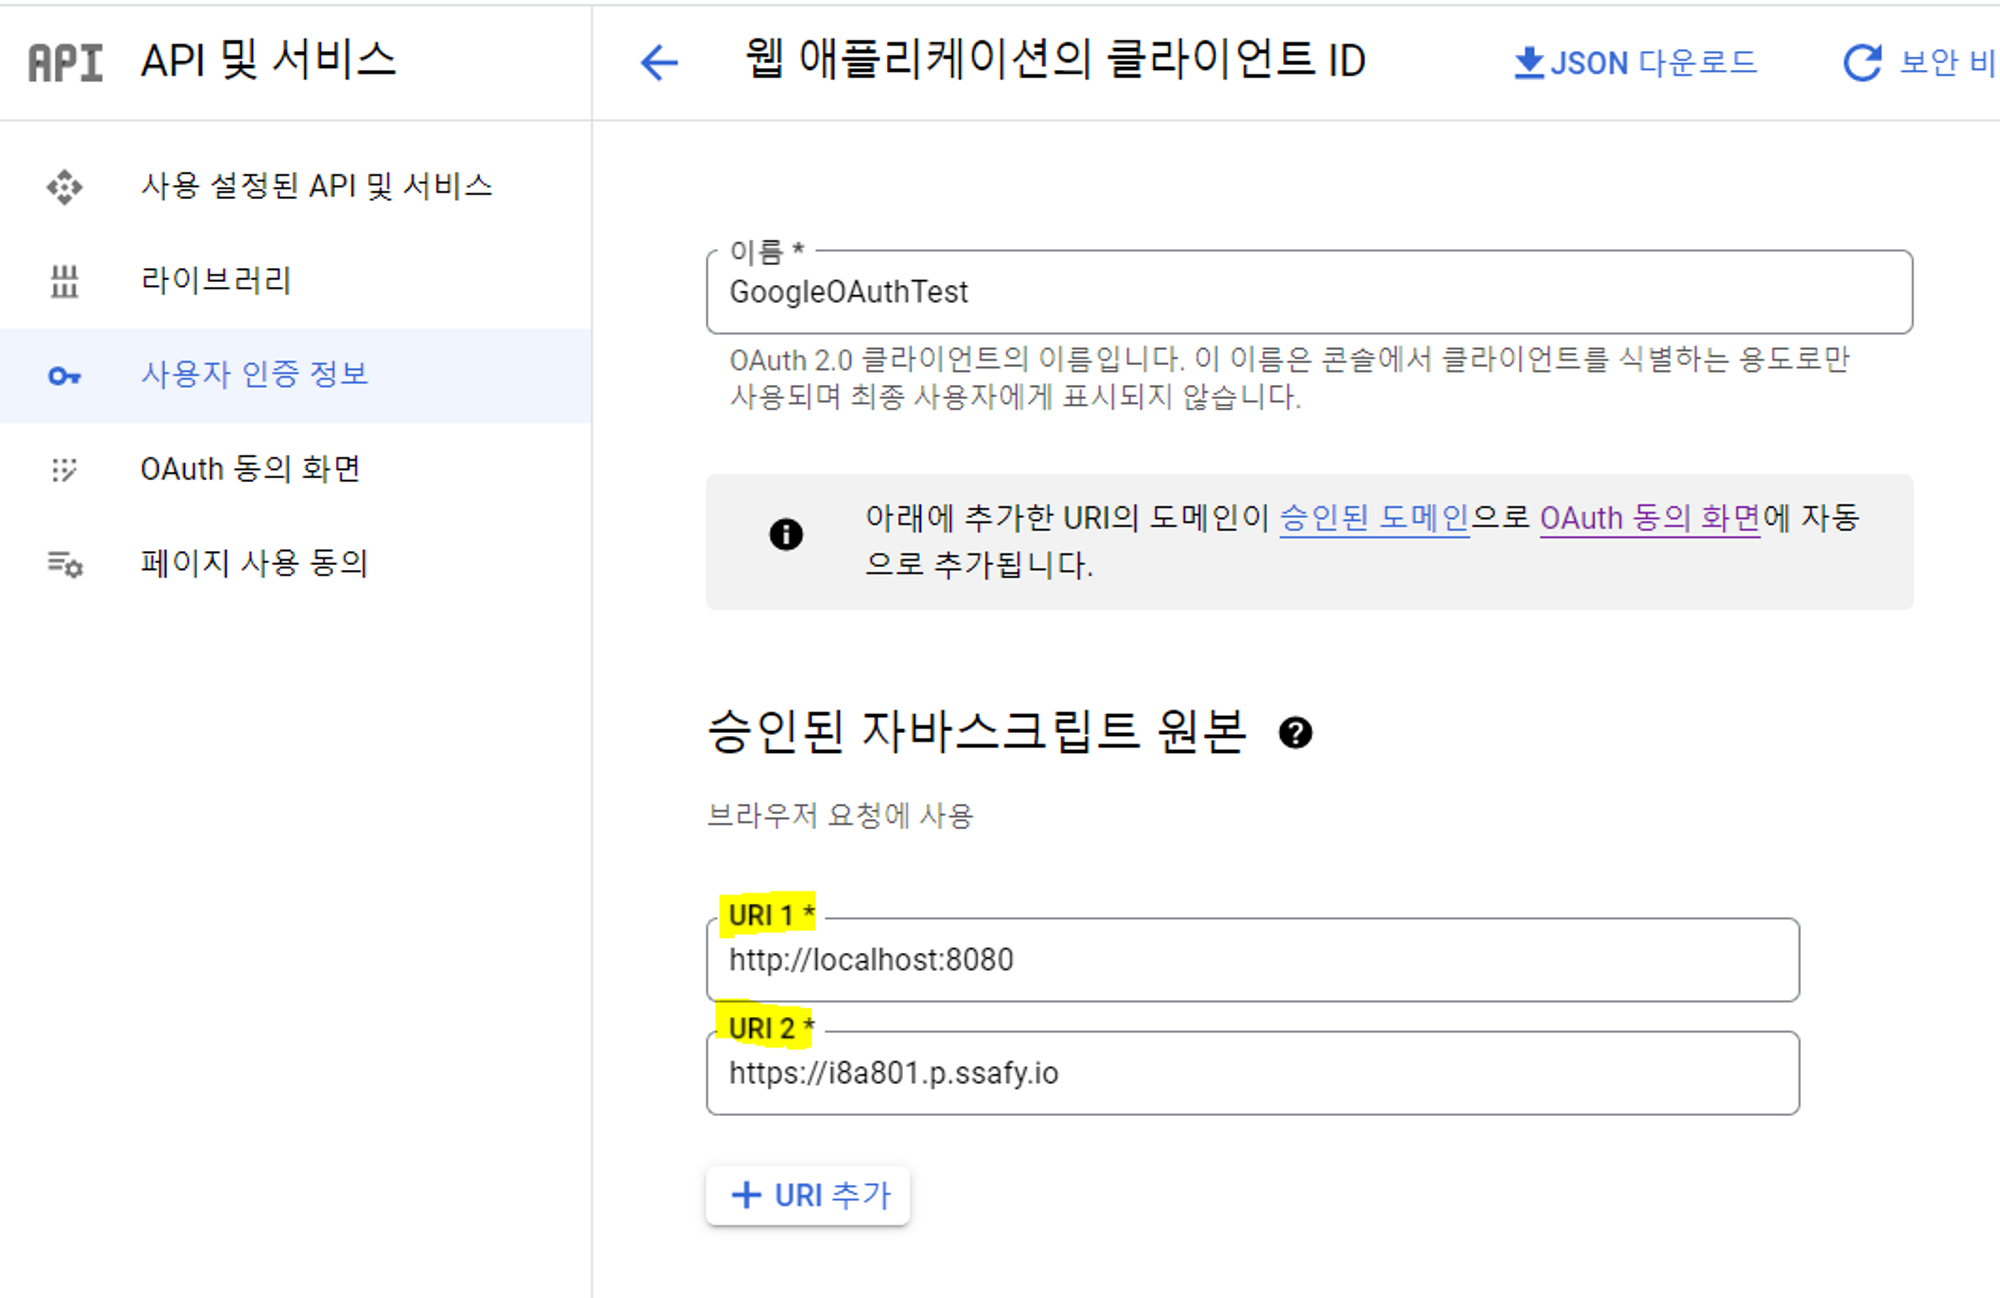 API API 및 서비스
웹 애플리케이션의 클라이언트 ID
JSON 다운로드
보안 비
사용 설정된 API 및 서비스
라이브러리
사용자 인증 정보
OAuth 동의 화면
페이지 사용 동의
이름 *
GoogleOAuthTest
OAuth 2.0 클라이언트의 이름입니다. 이 이름은 콘솔에서 클라이언트를 식별하는 용도로만
사용되며 최종 사용자에게 표시되지 않습니다.
아래에 추가한 URI의 도메인이 승인된 도메인으로 OAuth 동의 화면에 자동
으로 추가됩니다.
승인된 자바스크립트 원본
브라우저 요청에 사용
URI 1 *
http://localhost:8080
URI 2 *
https://i8a801.p.ssafy.io
+ URI 추가